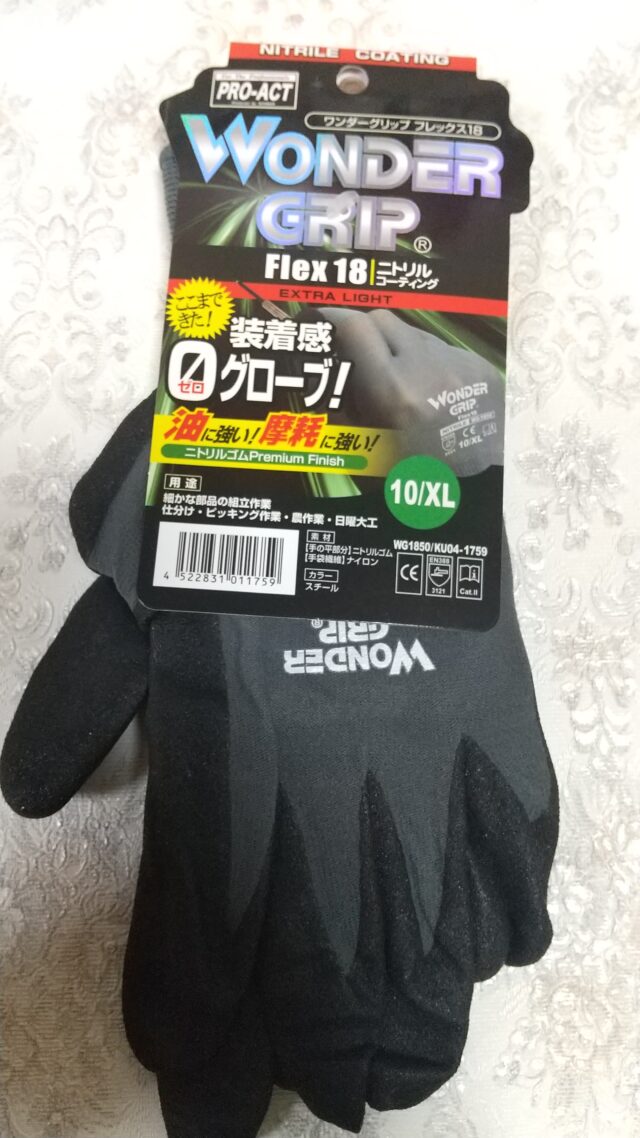 NITRILE COATING
PRO-ACT
ワンダーグリップ フレックス18
WONDER
GRIP®
Flex 18
ニトリル
コーティング
EXTRA LIGHT
ここまで
きた!
装着感
0グローブ!
ゼロ
油に強い!摩耗に強い!
ニトリルゴムPremium Finish
WONDER
GRIP
Flex18
10/XL
10/XL
用途
細かな部品の組立作業
仕分け・ピッキング作業・農作業・日曜大工
素材
【手の平部分】ニトリルゴム
【手袋繊維】ナイロン
カラー
スチール
WG1850/KU04-1759
CE
EN388
3121
Cat.II
4 522831 011759
WONDER
GRIP®